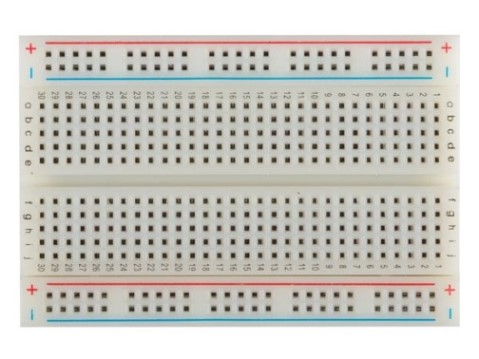 + +
− −
30 29 28 27 26 25 24 23 22 21 20 19 18 17 16 15 14 13 12 11 10 9 8 7 6 5 4 3 2 1
a a
b b
c c
d d
e e
f f
g g
h h
i i
j j
30 29 28 27 26 25 24 23 22 21 20 19 18 17 16 15 14 13 12 11 10 9 8 7 6 5 4 3 2 1
+ +
− −